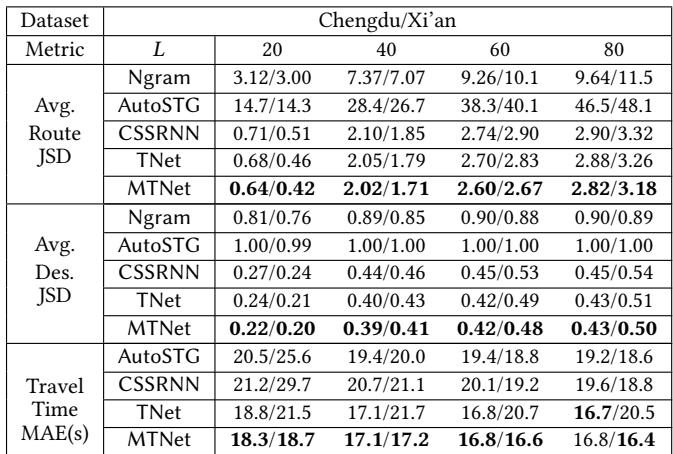 Dataset Chengdu/Xi'an
Metric L 20 40 60 80
Avg. Route JSD
Ngram 3.12/3.00 7.37/7.07 9.26/10.1 9.64/11.5
AutoSTG 14.7/14.3 28.4/26.7 38.3/40.1 46.5/48.1
CSSRNN 0.71/0.51 2.10/1.85 2.74/2.90 2.90/3.32
TNet 0.68/0.46 2.05/1.79 2.70/2.83 2.88/3.26
MTNet 0.64/0.42 2.02/1.71 2.60/2.67 2.82/3.18
Avg. Des. JSD
Ngram 0.81/0.76 0.89/0.85 0.90/0.88 0.90/0.89
AutoSTG 1.00/0.99 1.00/1.00 1.00/1.00 1.00/1.00
CSSRNN 0.27/0.24 0.44/0.46 0.45/0.53 0.45/0.54
TNet 0.24/0.21 0.40/0.43 0.42/0.49 0.43/0.51
MTNet 0.22/0.20 0.39/0.41 0.42/0.48 0.43/0.50
Travel Time MAE(s)
AutoSTG 20.5/25.6 19.4/20.0 19.4/18.8 19.2/18.6
CSSRNN 21.2/29.7 20.7/21.1 20.1/19.2 19.6/18.8
TNet 18.8/21.5 17.1/21.7 16.8/20.7 16.7/20.5
MTNet 18.3/18.7 17.1/17.2 16.8/16.6 16.8/16.4